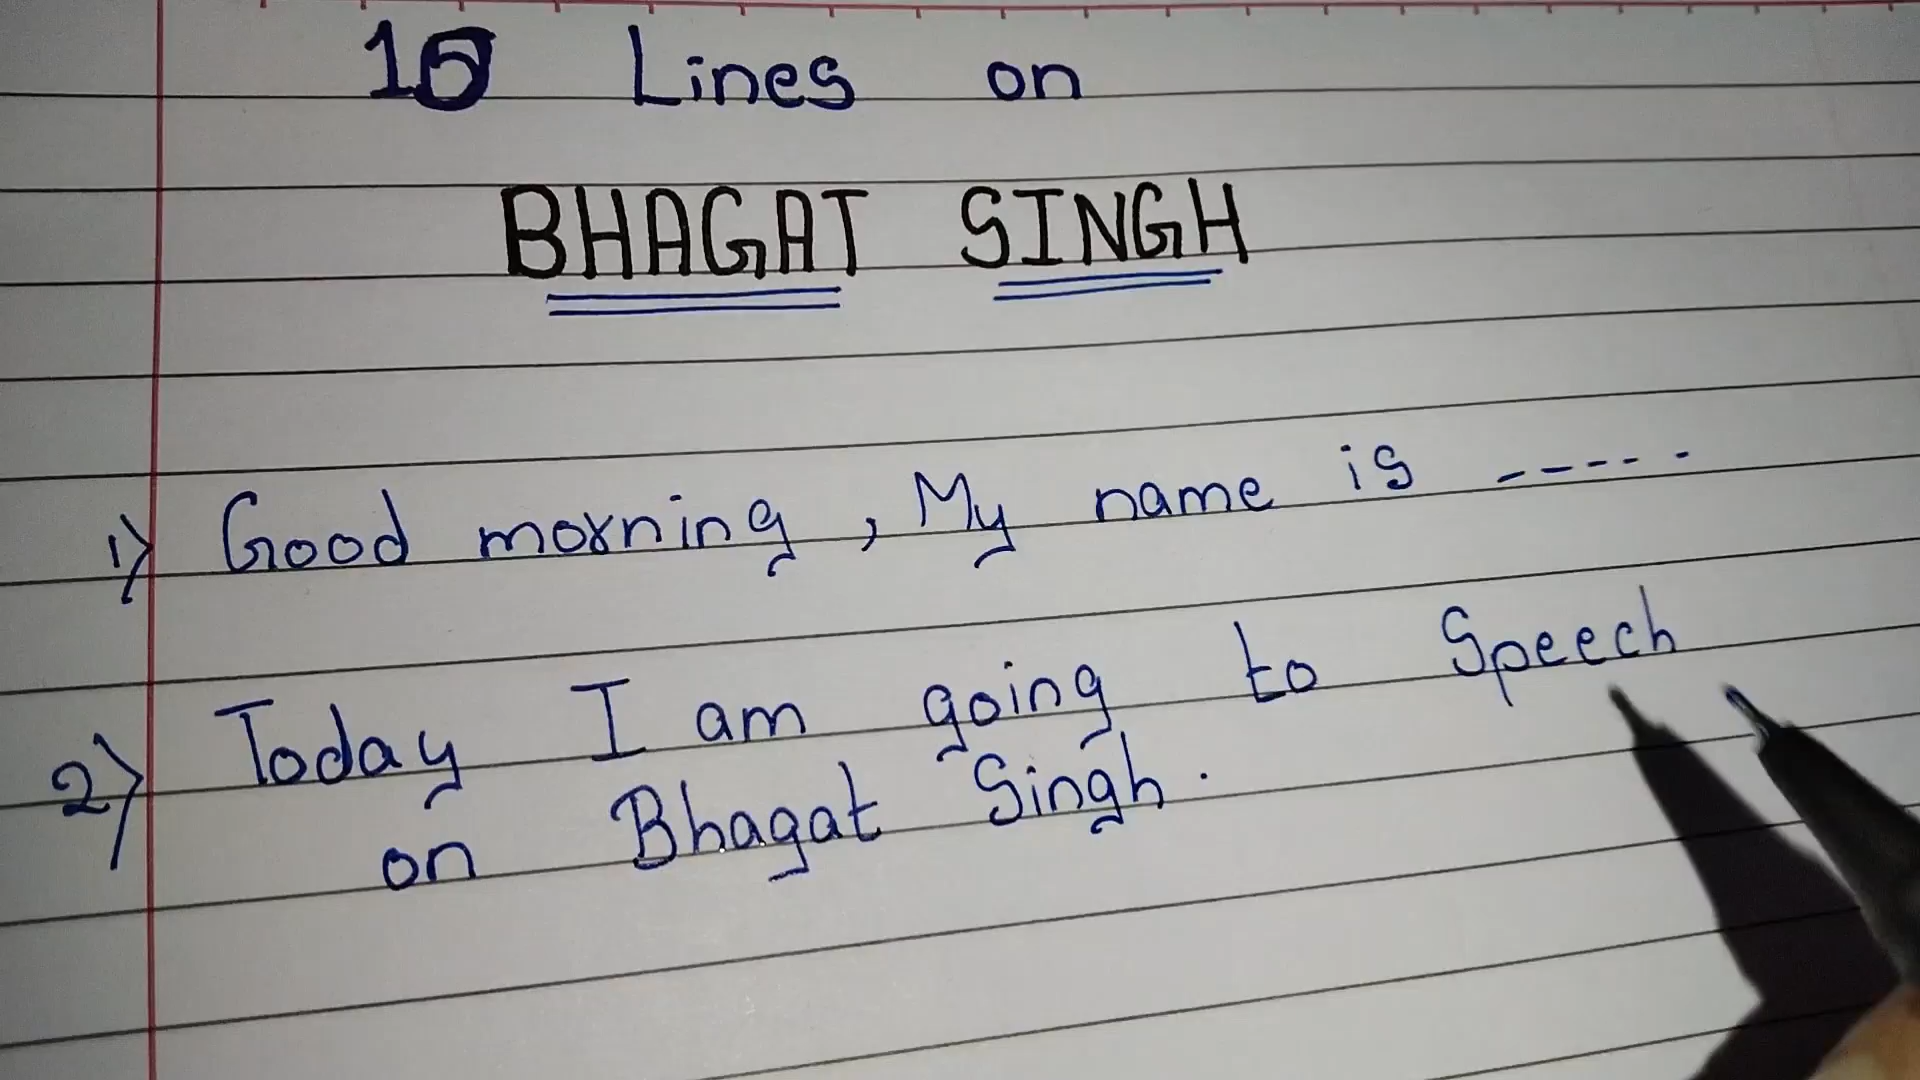 Lines on
BHAGAT SINGH
1) Good morning, My name is -----
2) Today I am going to Speech
on Bhagat Singh.